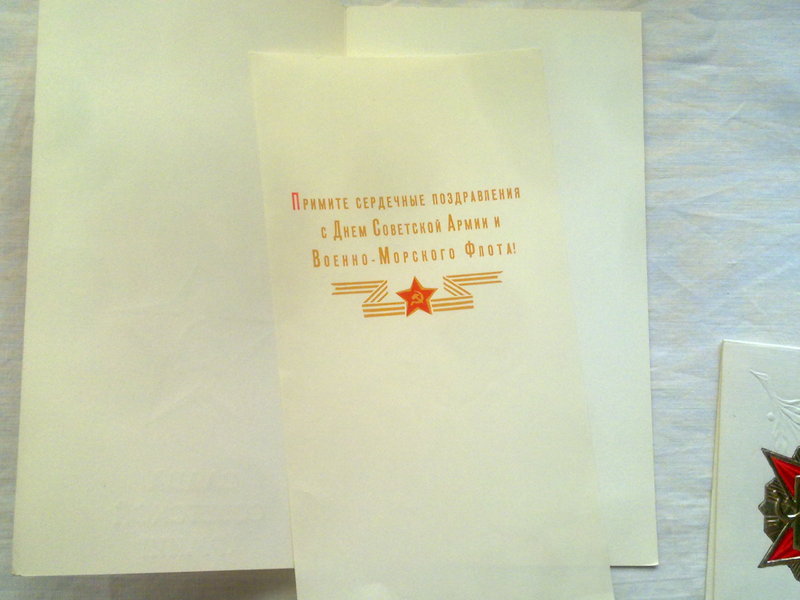 Примите сердечные поздравления
с Днем Советской Армии и
Военно-Морского Флота!